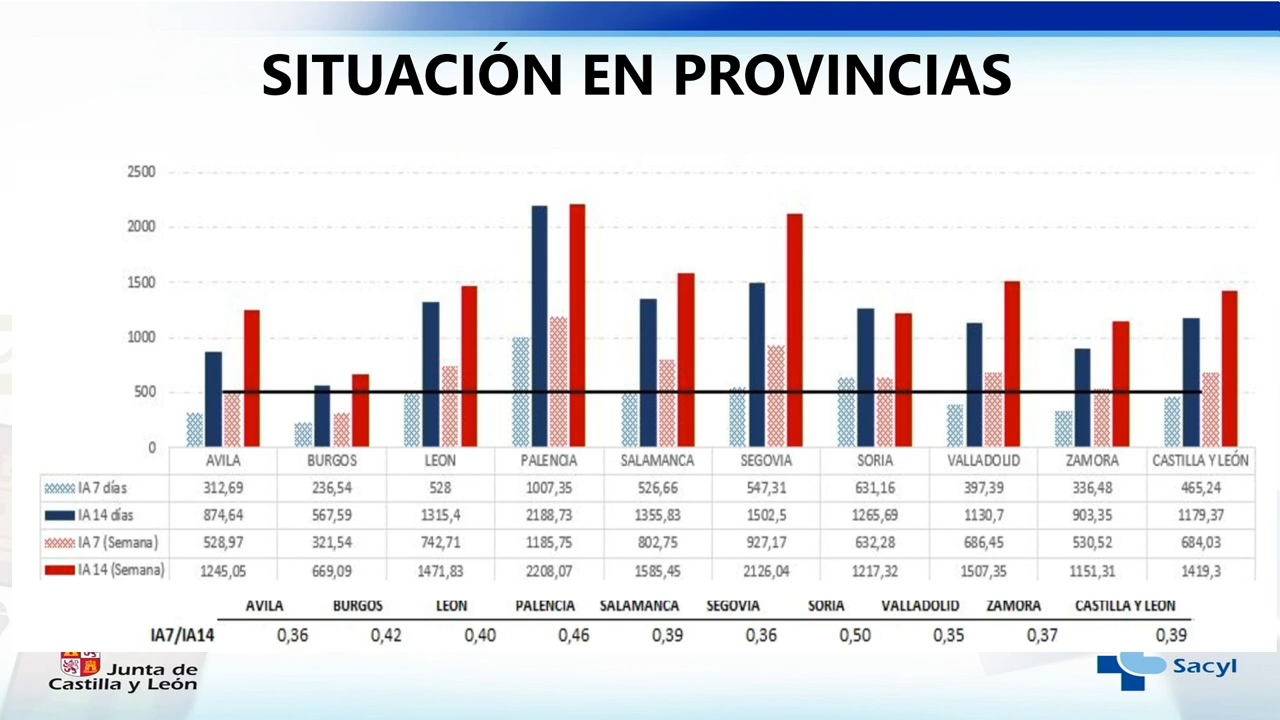 SITUACIÓN EN PROVINCIAS
2500
2000
1500
1000
500
0
AVILA BURGOS LEON PALENCIA SALAMANCA SEGOVIA SORIA VALLADOLID ZAMORA CASTILLA Y LEÓN
IA 7 días 312,69 236,54 528 1007,35 526,66 547,31 631,16 397,39 336,48 465,24
IA 14 días 874,64 567,59 1315,4 2188,73 1355,83 1502,5 1265,69 1130,7 903,35 1179,37
IA 7 (Semana) 528,97 321,54 742,71 1185,75 802,75 927,17 632,28 686,45 530,52 684,03
IA 14 (Semana) 1245,05 669,09 1471,83 2208,07 1585,45 2126,04 1217,32 1507,35 1151,31 1419,3
AVILA BURGOS LEON PALENCIA SALAMANCA SEGOVIA SORIA VALLADOLID ZAMORA CASTILLA Y LEON
IA7/IA14 0,36 0,42 0,40 0,46 0,39 0,36 0,50 0,35 0,37 0,39
Junta de
Castilla y León
Sacyl